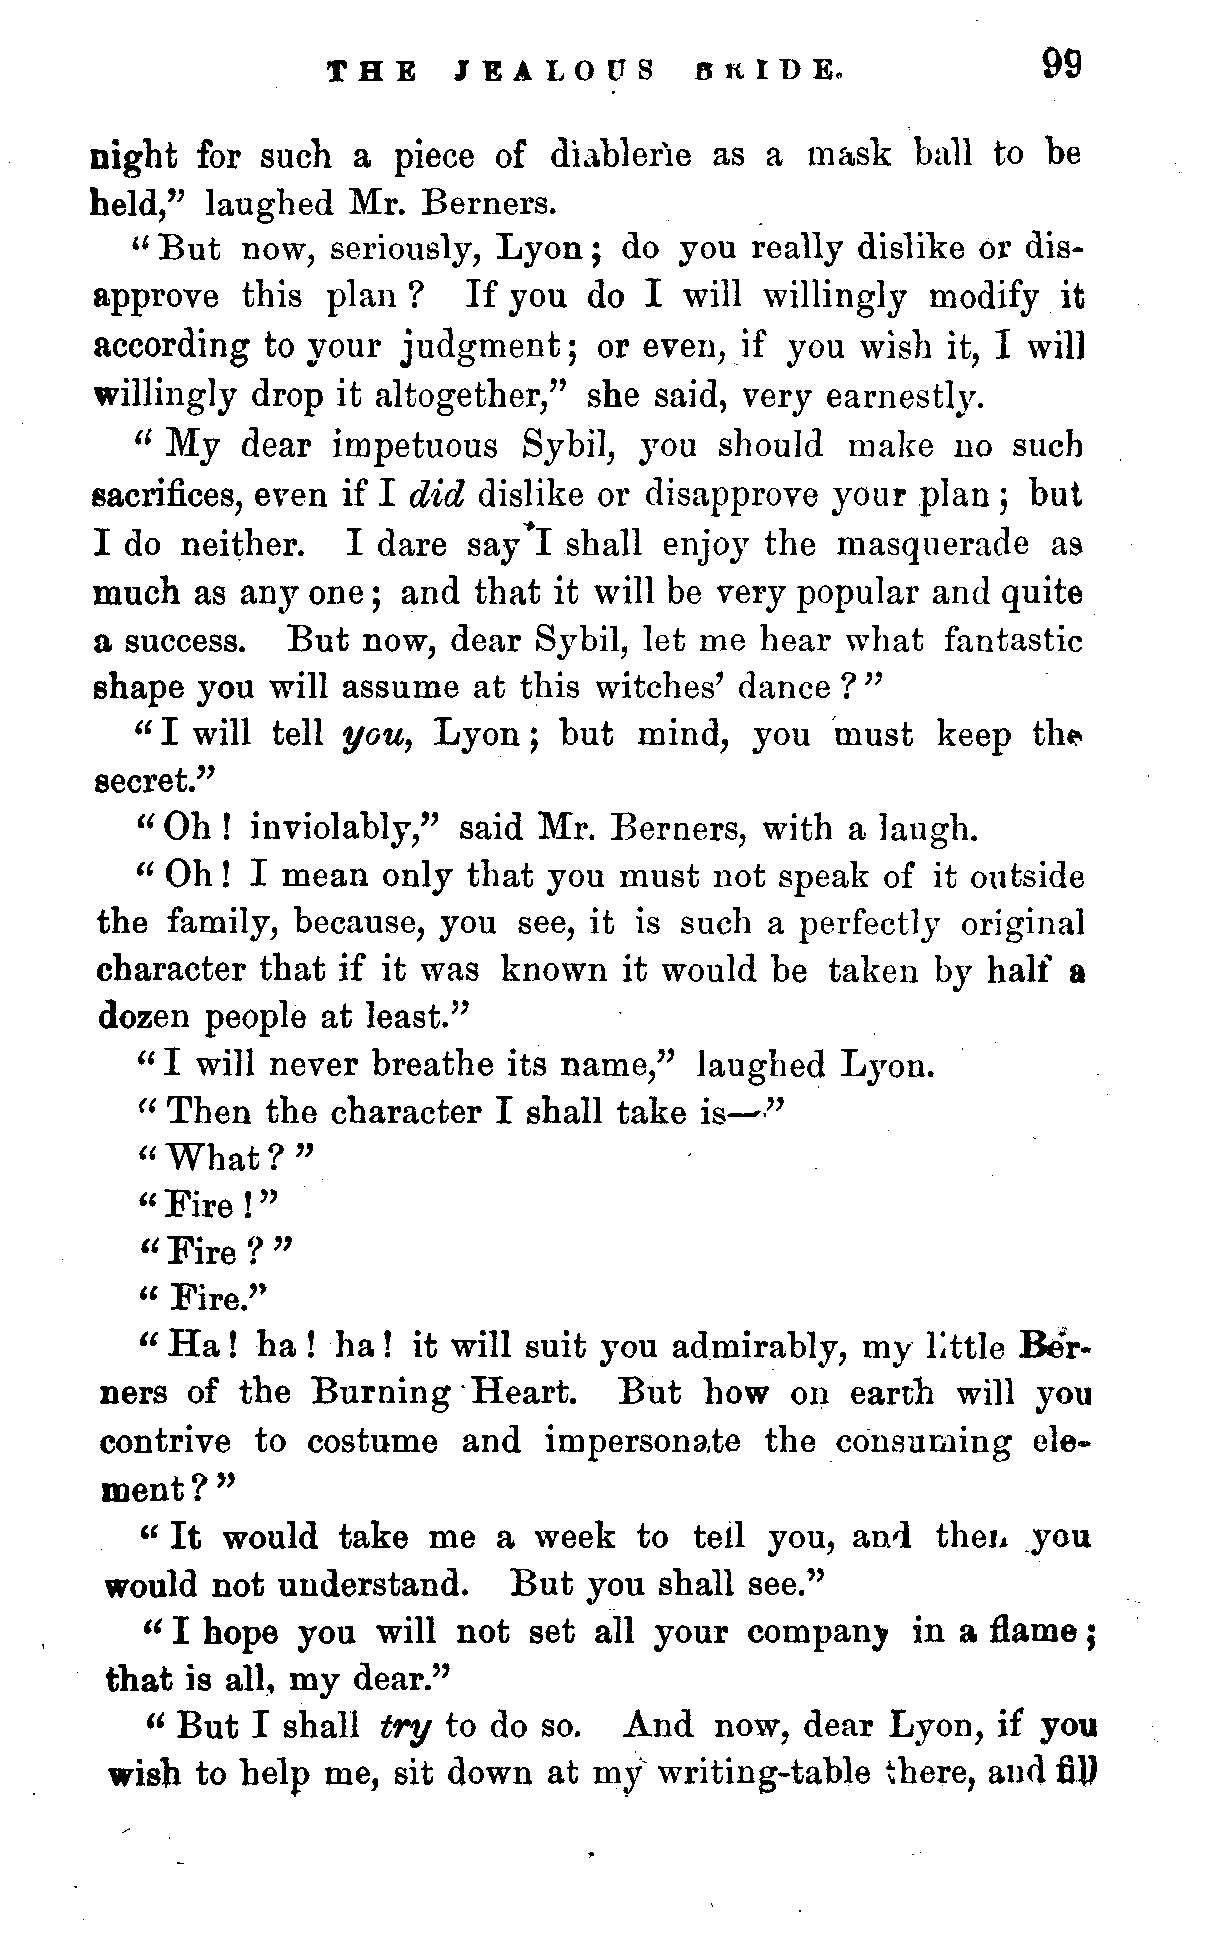 THE JEALOUS BRIDE. 99
night for such a piece of diablerie as a mask ball to be
held,” laughed Mr. Berners.
“But now, seriously, Lyon; do you really dislike or dis-
approve this plan? If you do I will willingly modify it
according to your judgment; or even, if you wish it, I will
willingly drop it altogether,” she said, very earnestly.
“My dear impetuous Sybil, you should make no such
sacrifices, even if I did dislike or disapprove your plan; but
I do neither. I dare say I shall enjoy the masquerade as
much as any one; and that it will be very popular and quite
a success. But now, dear Sybil, let me hear what fantastic
shape you will assume at this witches’ dance?”
“I will tell you, Lyon; but mind, you must keep the
secret.”
“Oh! inviolably,” said Mr. Berners, with a laugh.
“Oh! I mean only that you must not speak of it outside
the family, because, you see, it is such a perfectly original
character that if it was known it would be taken by half a
dozen people at least.”
“I will never breathe its name,” laughed Lyon.
“Then the character I shall take is—”
“What?”
“Fire!”
“Fire?”
“Fire.”
“Ha! ha! ha! it will suit you admirably, my little Ber-
ners of the Burning Heart. But how on earth will you
contrive to costume and impersonate the consuming ele-
ment?”
“It would take me a week to tell you, and then you
would not understand. But you shall see.”
“I hope you will not set all your company in a flame;
that is all, my dear.”
“But I shall try to do so. And now, dear Lyon, if you
wish to help me, sit down at my writing-table there, and fill